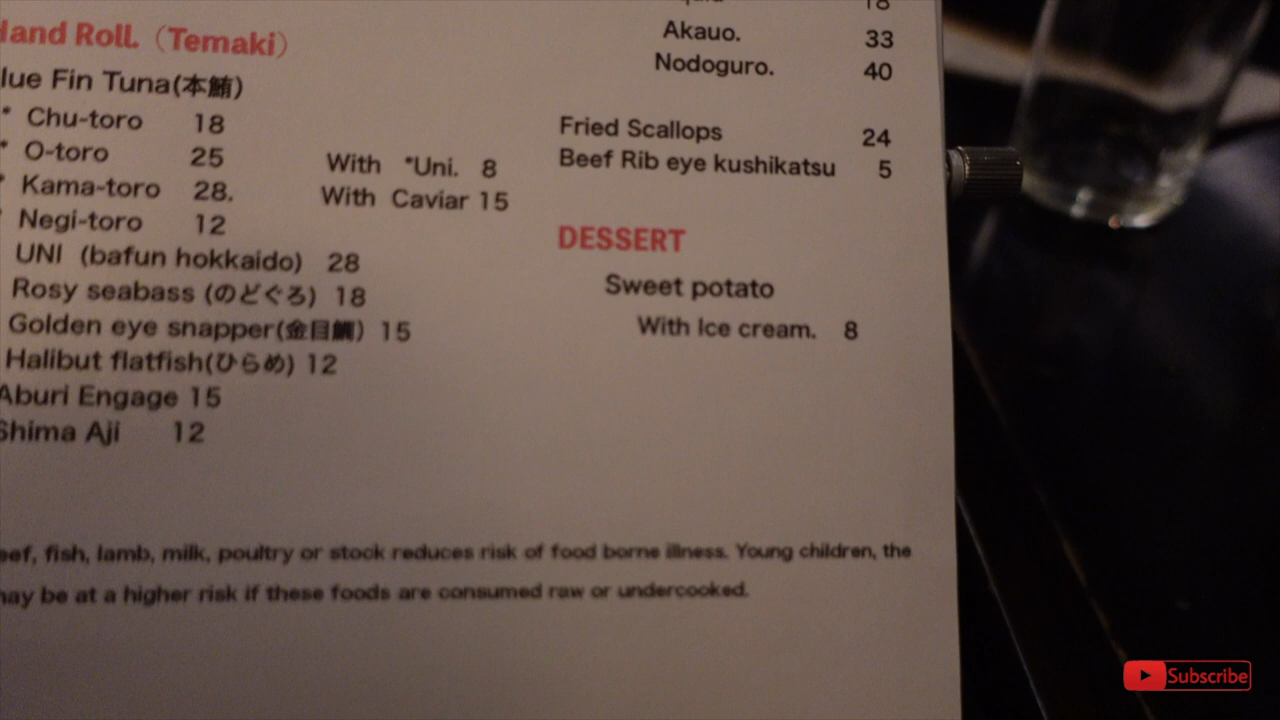 Hand Roll. (Temaki)
lue Fin Tuna(本鮪)
* Chu-toro 18
* O-toro 25
* Kama-toro 28.
* Negi-toro 12
With *Uni. 8
With Caviar 15
UNI (bafun hokkaido) 28
Rosy seabass (のどぐろ) 18
Golden eye snapper(金目鯛) 15
Halibut flatfish(ひらめ) 12
Aburi Engage 15
Shima Aji 12
18
Akauo. 33
Nodoguro. 40
Fried Scallops 24
Beef Rib eye kushikatsu 5
DESSERT
Sweet potato
With Ice cream. 8
eef, fish, lamb, milk, poultry or stock reduces risk of food borne illness. Young children, the
may be at a higher risk if these foods are consumed raw or undercooked.
Subscribe